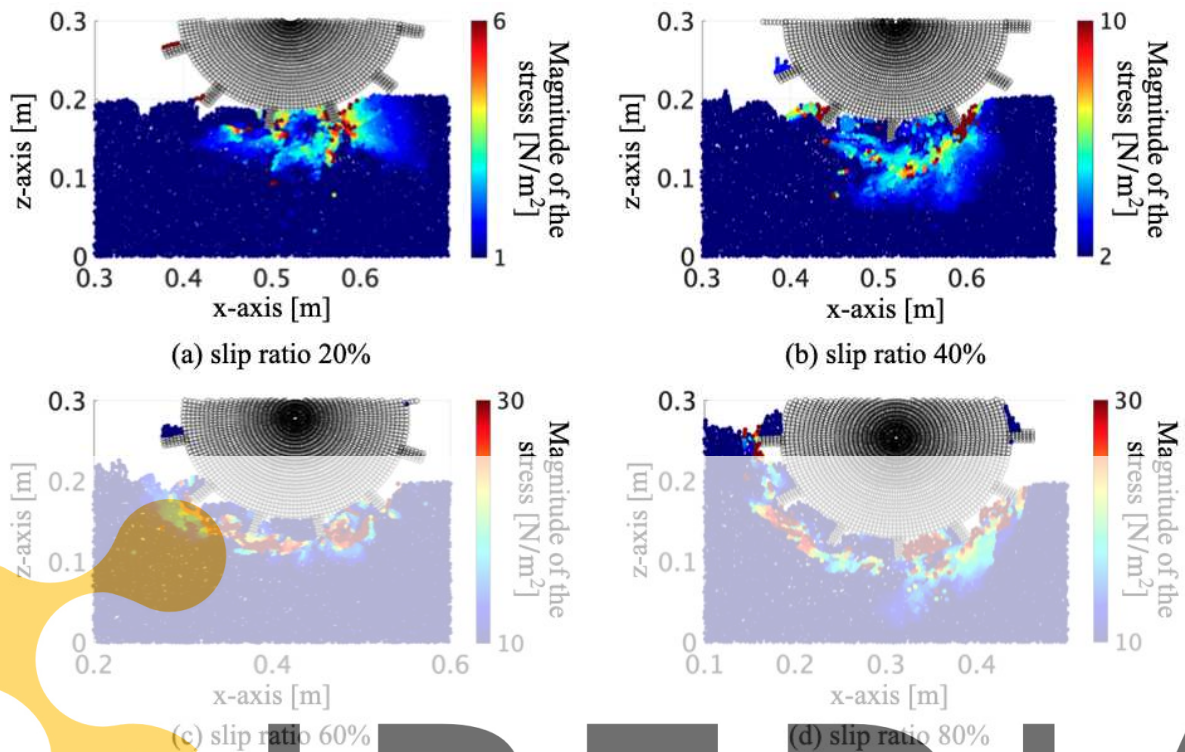 0.3
0.2
0.1
0
z-axis [m]
0.3 0.4 0.5 0.6
x-axis [m]
6
1
Magnitude of the
stress [N/m²]
(a) slip ratio 20%
0.3
0.2
0.1
0
z-axis [m]
0.3 0.4 0.5 0.6
x-axis [m]
10
2
Magnitude of the
stress [N/m²]
(b) slip ratio 40%
0.3
0.2
0.1
0
z-axis [m]
0.2 0.4 0.6
x-axis [m]
30
10
Magnitude of the
stress [N/m²]
(c) slip ratio 60%
0.3
0.2
0.1
0
z-axis [m]
0.1 0.2 0.3 0.4
x-axis [m]
30
10
Magnitude of the
stress [N/m²]
(d) slip ratio 80%